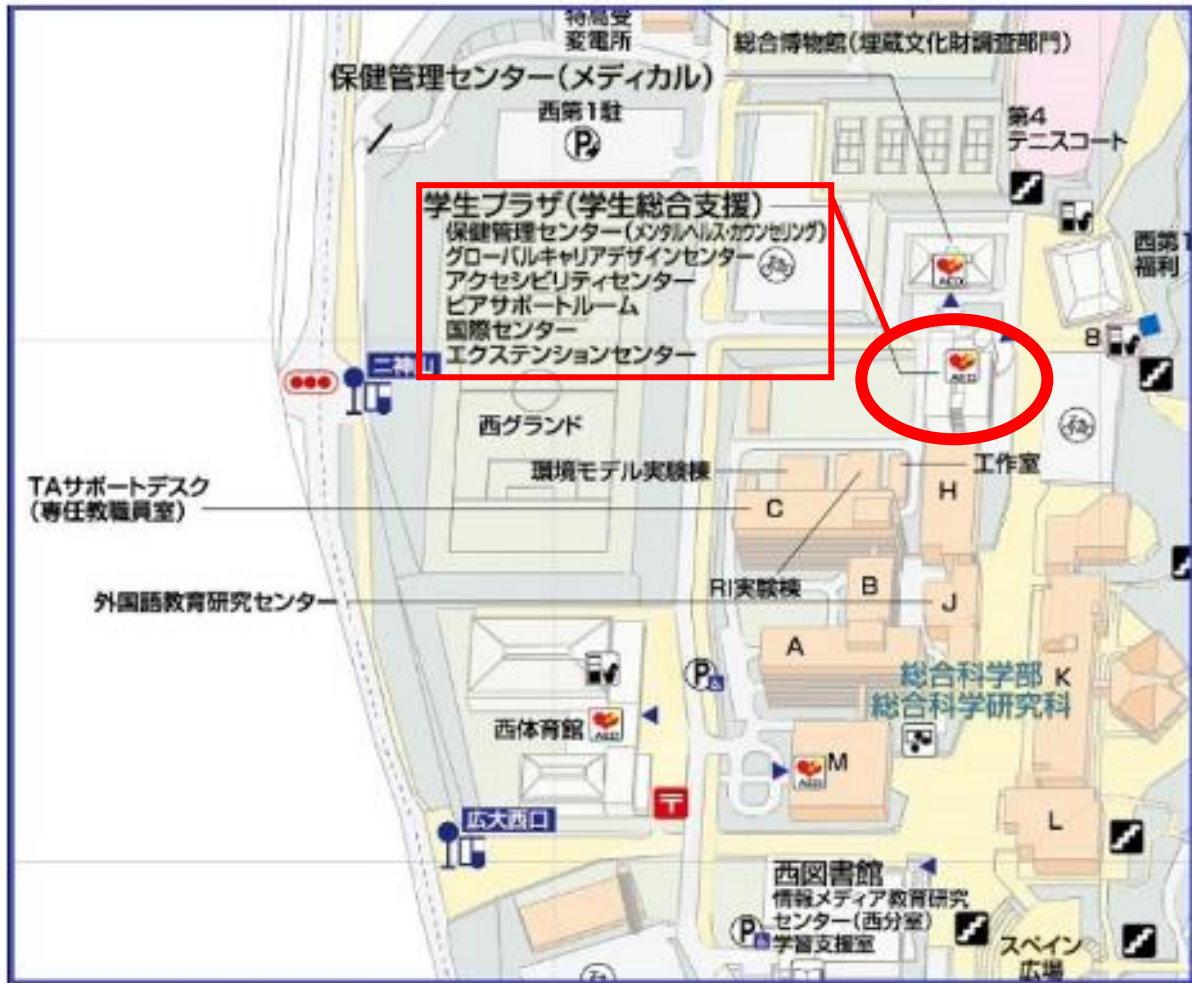 特高受
変電所
総合博物館(埋蔵文化財調査部門)
保健管理センター(メディカル)
西第1駐
P
第4
テニスコート
学生プラザ(学生総合支援)
保健管理センター(メンタルヘルス・カウンセリング)
グローバルキャリアデザインセンター
アクセシビリティセンター
ピアサポートルーム
国際センター
エクステンションセンター
西第1
福利
AED
8
二神山
AED
西グランド
環境モデル実験棟
工作室
TAサポートデスク
(専任教職員室)
C
H
RI実験棟
B
外国語教育研究センター
J
A
P
総合科学部
K
総合科学研究科
西体育館
AED
M
AED
〒
広大西口
L
西図書館
情報メディア教育研究
センター(西分室)
P
学習支援室
スペイン
広場